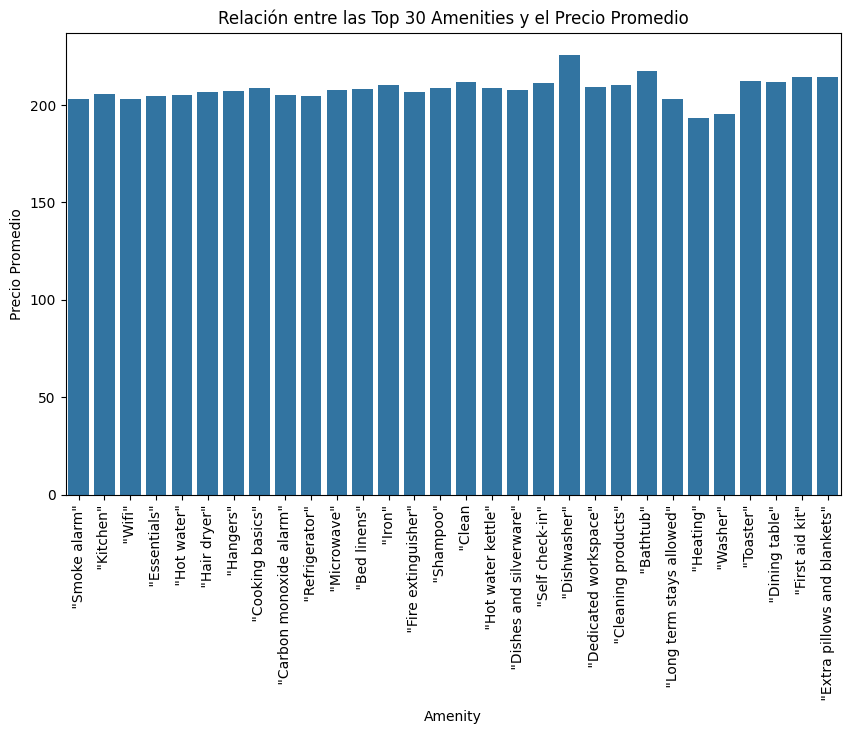 Relación entre las Top 30 Amenities y el Precio Promedio
Precio Promedio
200
150
100
50
0
"Smoke alarm"
"Kitchen"
"Wifi"
"Essentials"
"Hot water"
"Hair dryer"
"Hangers"
"Cooking basics"
"Carbon monoxide alarm"
"Refrigerator"
"Microwave"
"Bed linens"
"Iron"
"Fire extinguisher"
"Shampoo"
"Clean
"Hot water kettle"
"Dishes and silverware"
"Self check-in"
"Dishwasher"
"Dedicated workspace"
"Cleaning products"
"Bathtub"
"Long term stays allowed"
"Heating"
"Washer"
"Toaster"
"Dining table"
"First aid kit"
"Extra pillows and blankets"
Amenity